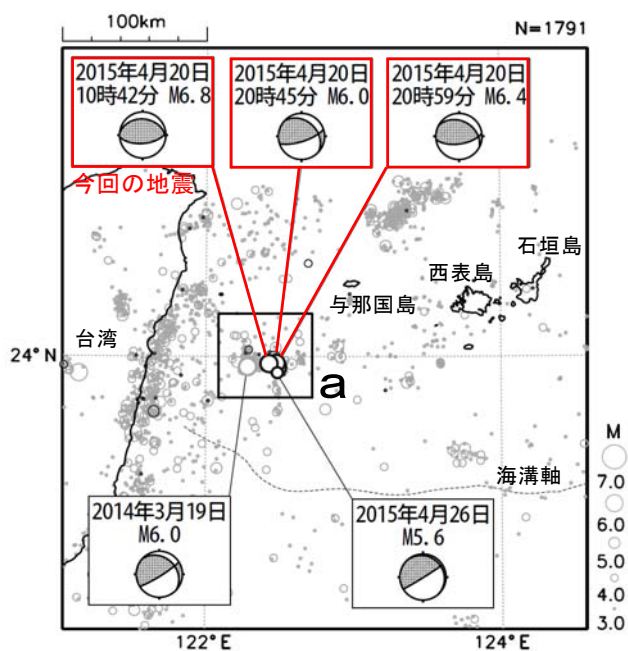 100km
N=1791
2015年4月20日
10時42分 M6.8
2015年4月20日
20時45分 M6.0
2015年4月20日
20時59分 M6.4
今回の地震
石垣島
西表島
与那国島
台湾
24°N
a
M
7.0
6.0
5.0
4.0
3.0
海溝軸
2014年3月19日
M6.0
2015年4月26日
M5.6
122°E
124°E